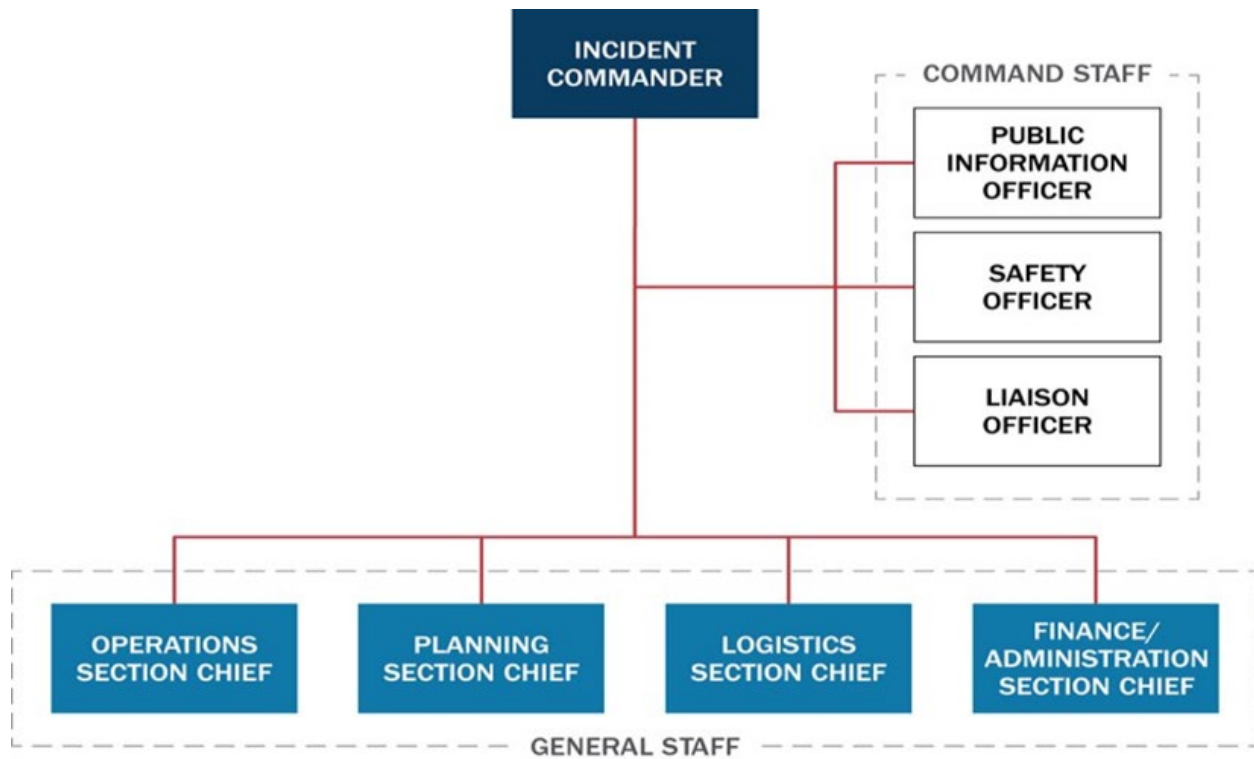 INCIDENT
COMMANDER
COMMAND STAFF
PUBLIC
INFORMATION
OFFICER
SAFETY
OFFICER
LIAISON
OFFICER
OPERATIONS
SECTION CHIEF
PLANNING
SECTION CHIEF
LOGISTICS
SECTION CHIEF
FINANCE/
ADMINISTRATION
SECTION CHIEF
GENERAL STAFF